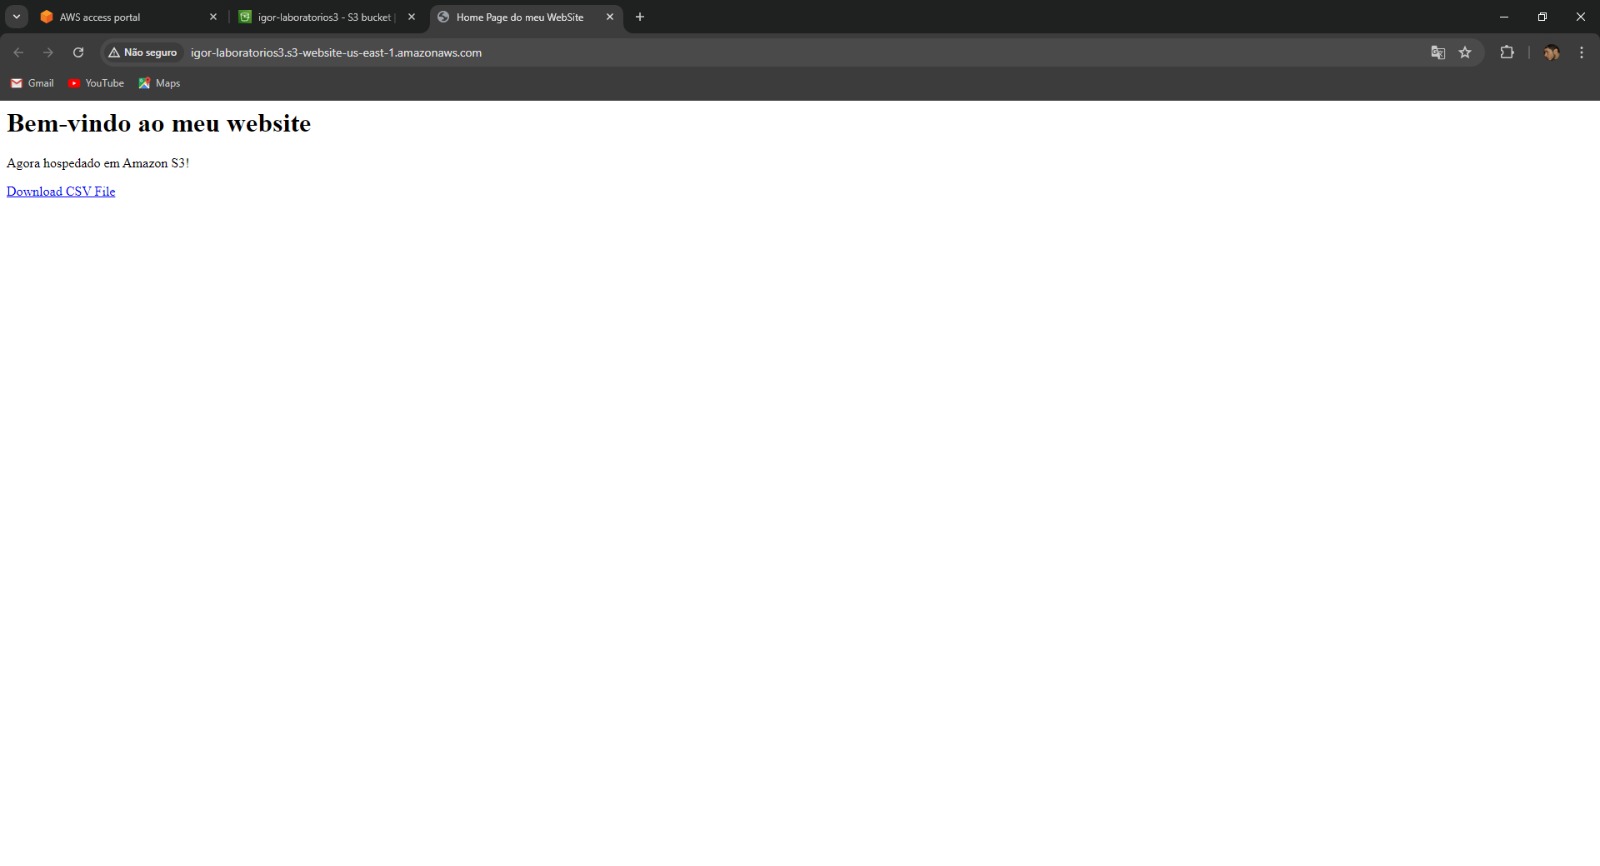 AWS access portal
igor-laboratorios3 - S3 bucket |
Home Page do meu WebSite
Não seguro
igor-laboratorios3.s3-website-us-east-1.amazonaws.com
Gmail
YouTube
Maps
Bem-vindo ao meu website
Agora hospedado em Amazon S3!
Download CSV File